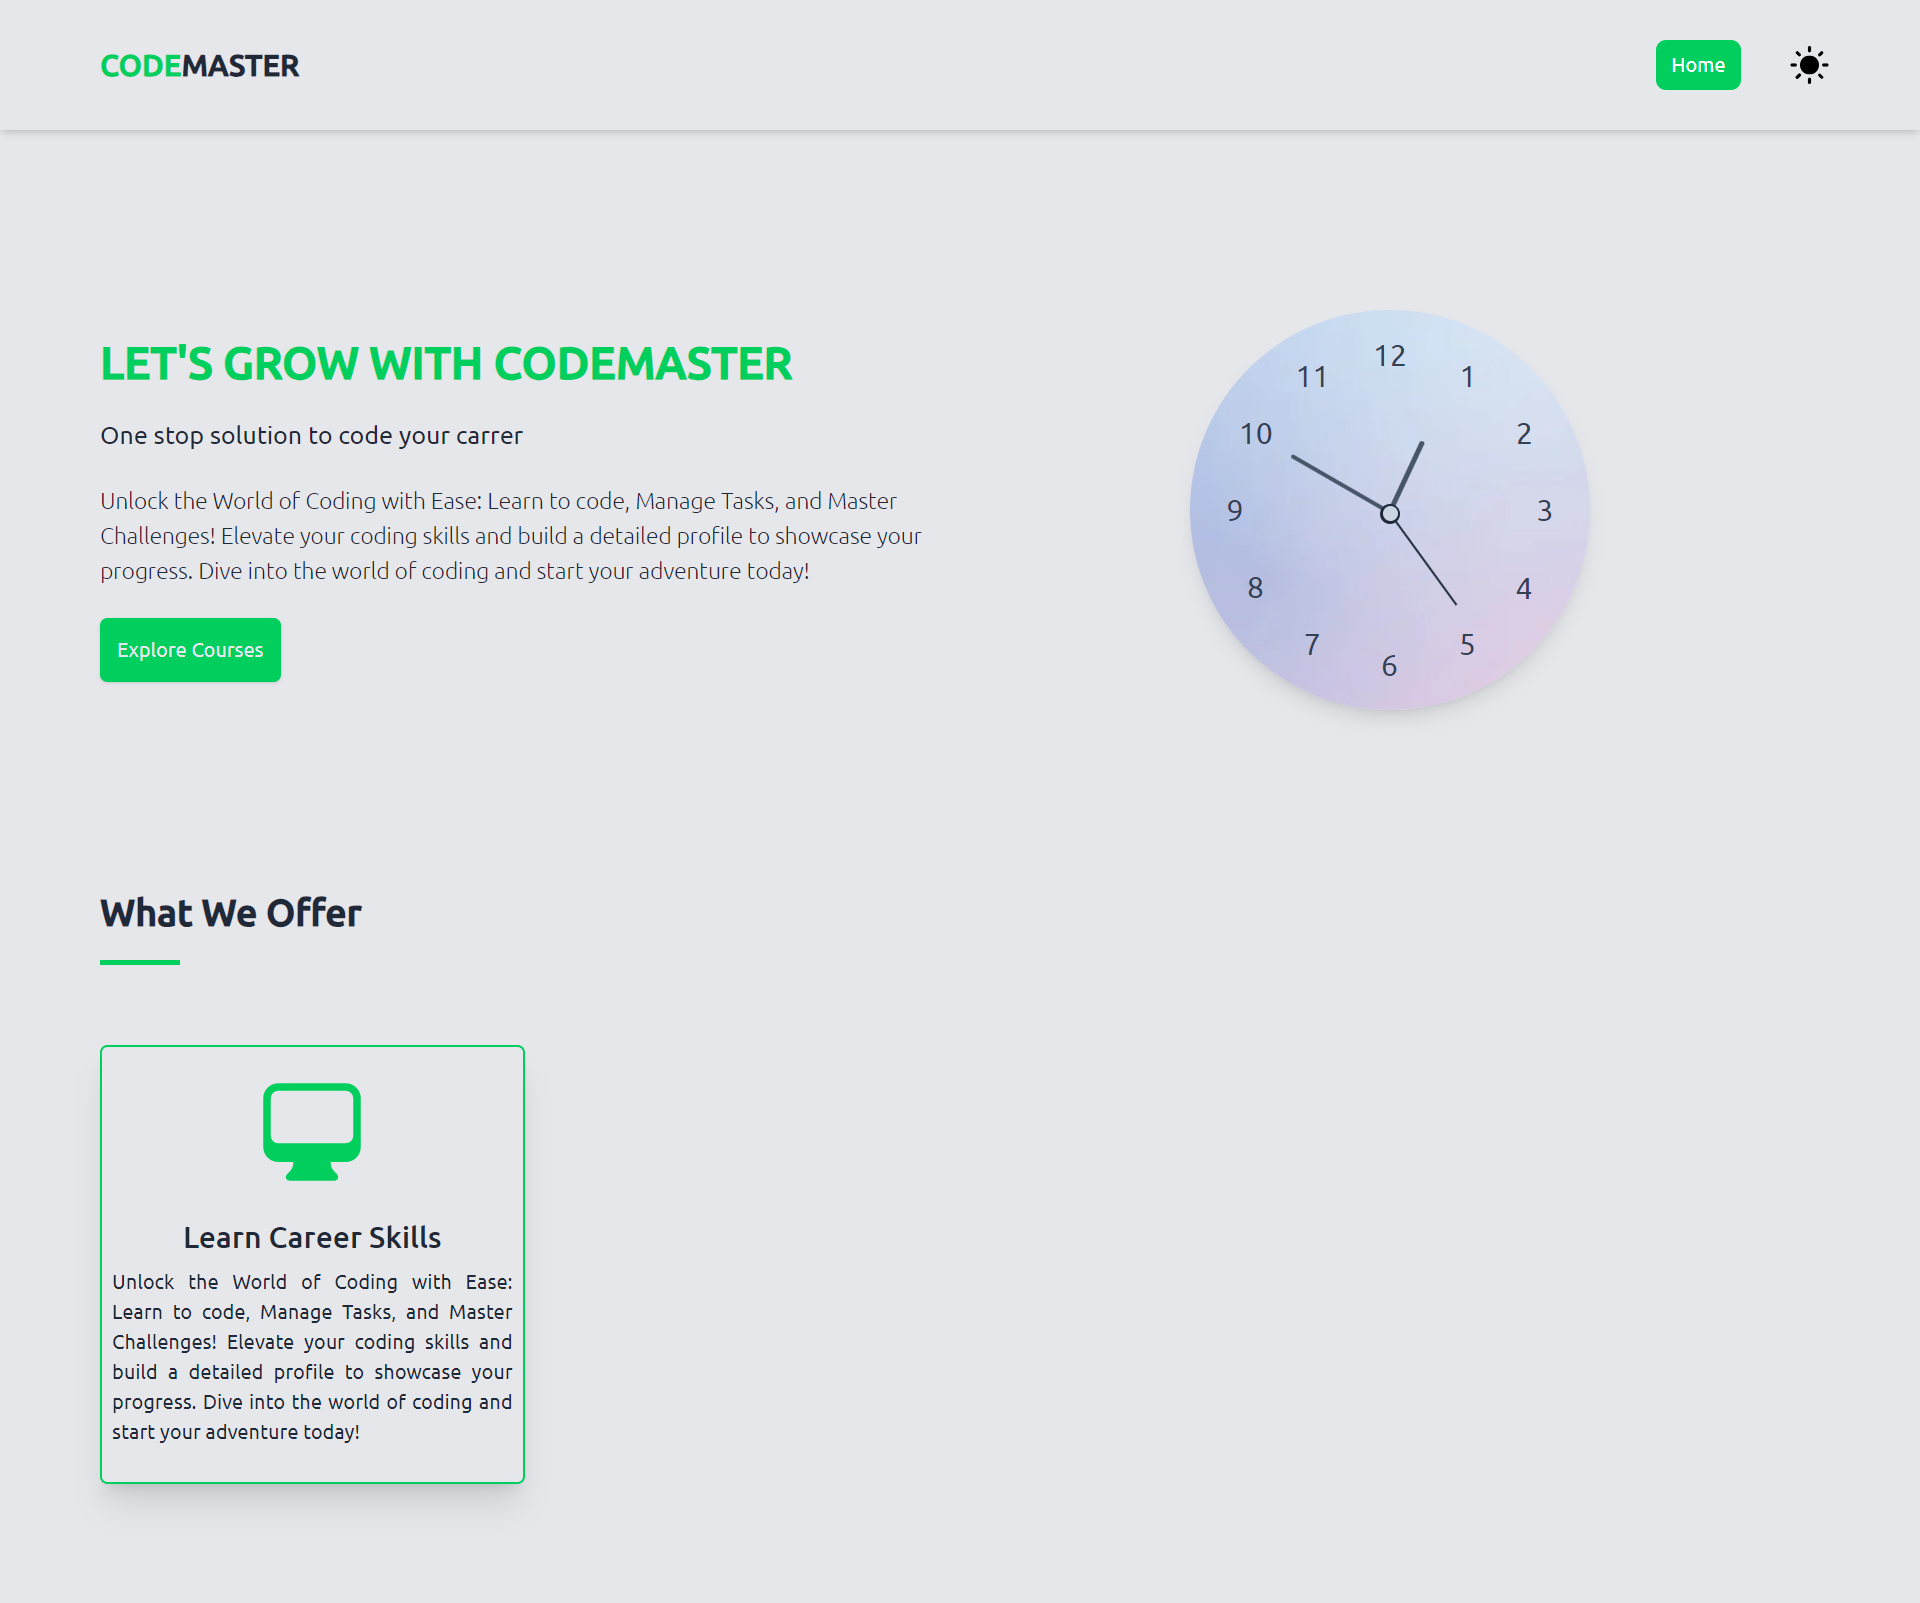 CODEMASTER
Home
LET'S GROW WITH CODEMASTER
One stop solution to code your carrer
Unlock the World of Coding with Ease: Learn to code, Manage Tasks, and Master
Challenges! Elevate your coding skills and build a detailed profile to showcase your
progress. Dive into the world of coding and start your adventure today!
Explore Courses
12
1
2
3
4
5
6
7
8
9
10
11
What We Offer
Learn Career Skills
Unlock the World of Coding with Ease:
Learn to code, Manage Tasks, and Master
Challenges! Elevate your coding skills and
build a detailed profile to showcase your
progress. Dive into the world of coding and
start your adventure today!